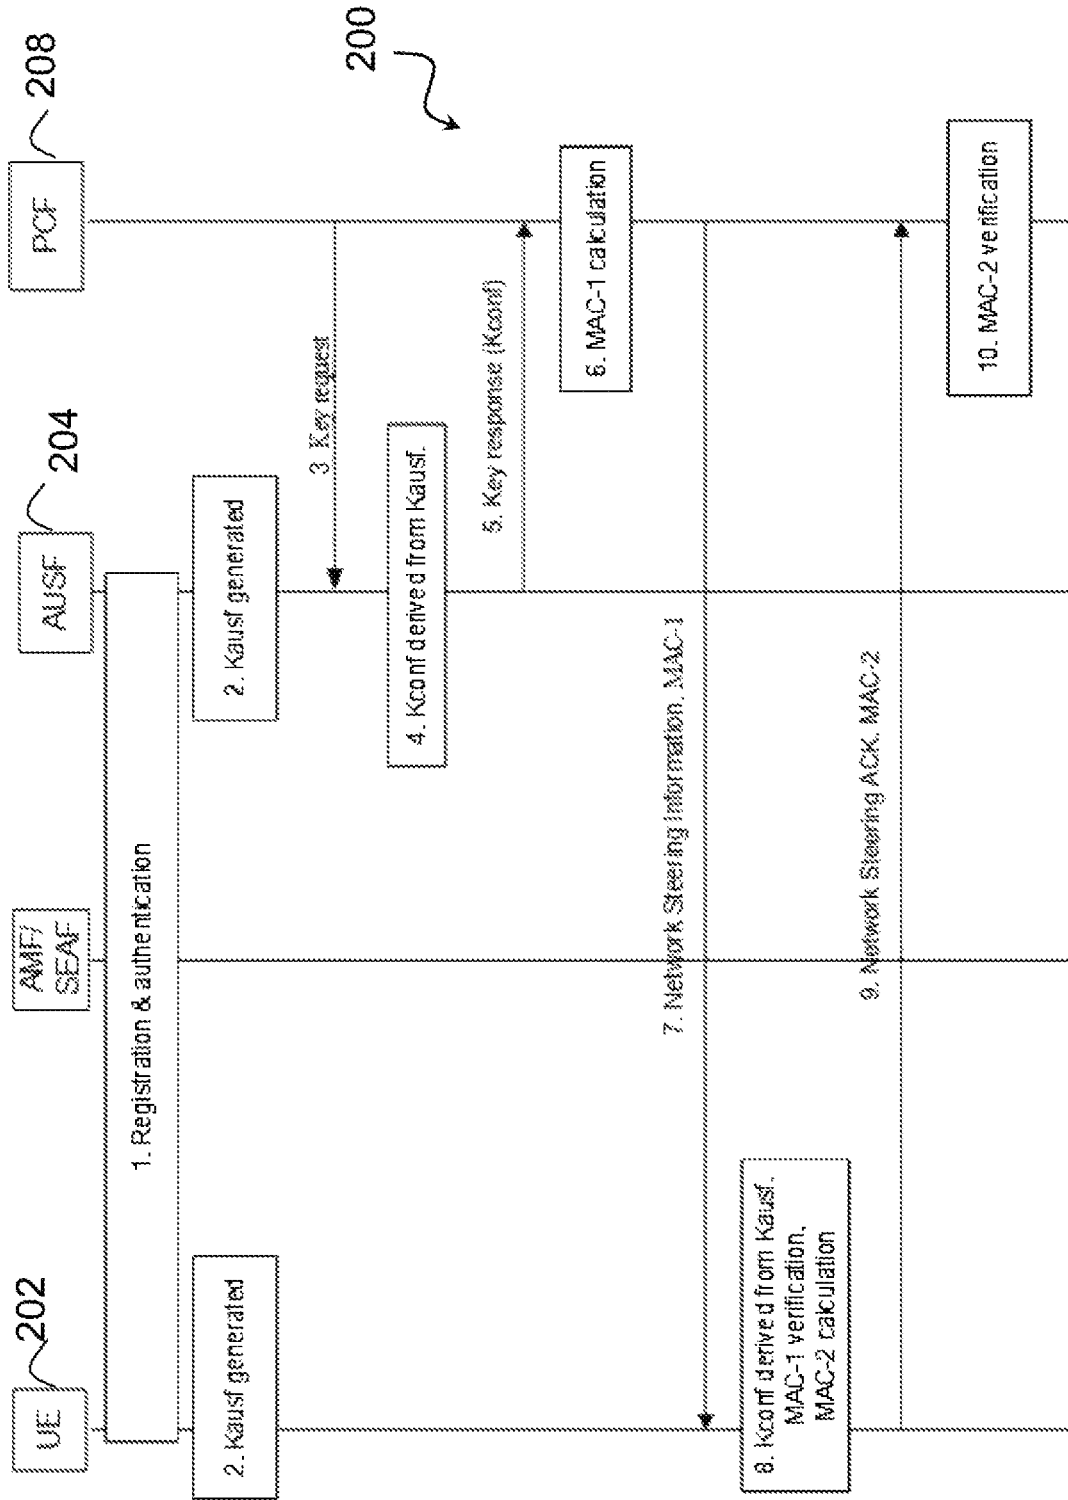 UE
202
AMF/
SEAF
AUSF
204
PCF
208
200
1. Registration & authentication
2. Kausf generated
2. Kausf generated
3 Key request
4. Kconf derived from Kausf.
5. Key response (Kconf)
6. MAC-1 calculation
7. Network Steering Information, MAC-1
8. Kconf derived from Kausf,
MAC-1 verification,
MAC-2 calculation
9. Network Steering ACK, MAC-2
10. MAC-2 verification